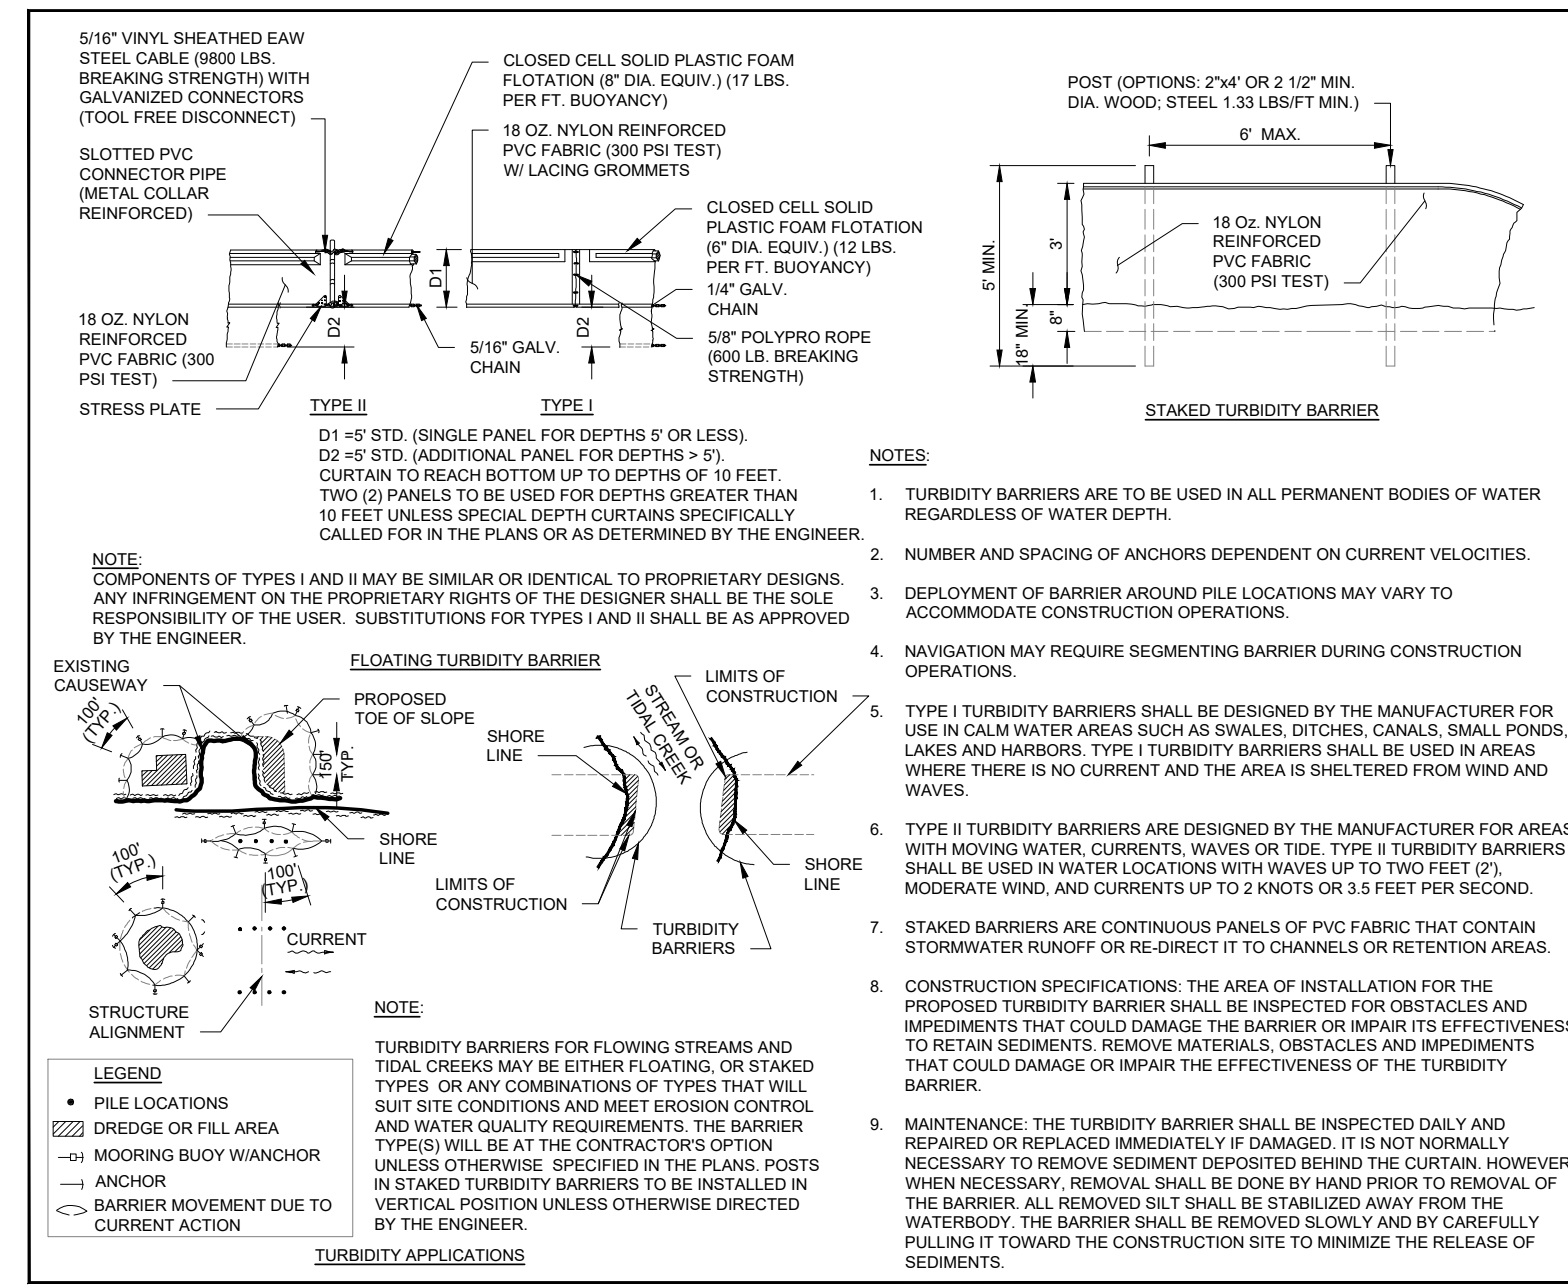 5/16" VINYL SHEATHED EAW
STEEL CABLE (9800 LBS.
BREAKING STRENGTH) WITH
GALVANIZED CONNECTORS
(TOOL FREE DISCONNECT)
SLOTTED PVC
CONNECTOR PIPE
(METAL COLLAR
REINFORCED)
18 OZ. NYLON
REINFORCED
PVC FABRIC (300
PSI TEST)
STRESS PLATE
CLOSED CELL SOLID PLASTIC FOAM
FLOTATION (8" DIA. EQUIV.) (17 LBS.
PER FT. BUOYANCY)
18 OZ. NYLON REINFORCED
PVC FABRIC (300 PSI TEST)
W/ LACING GROMMETS
CLOSED CELL SOLID
PLASTIC FOAM FLOTATION
(6" DIA. EQUIV.) (12 LBS.
PER FT. BUOYANCY)
1/4" GALV.
CHAIN
5/8" POLYPRO ROPE
(600 LB. BREAKING
STRENGTH)
5/16" GALV.
CHAIN
D1
D2
D2
TYPE II
TYPE I
D1 =5' STD. (SINGLE PANEL FOR DEPTHS 5' OR LESS).
D2 =5' STD. (ADDITIONAL PANEL FOR DEPTHS > 5').
CURTAIN TO REACH BOTTOM UP TO DEPTHS OF 10 FEET.
TWO (2) PANELS TO BE USED FOR DEPTHS GREATER THAN
10 FEET UNLESS SPECIAL DEPTH CURTAINS SPECIFICALLY
CALLED FOR IN THE PLANS OR AS DETERMINED BY THE ENGINEER.
NOTE:
COMPONENTS OF TYPES I AND II MAY BE SIMILAR OR IDENTICAL TO PROPRIETARY DESIGNS.
ANY INFRINGEMENT ON THE PROPRIETARY RIGHTS OF THE DESIGNER SHALL BE THE SOLE
RESPONSIBILITY OF THE USER. SUBSTITUTIONS FOR TYPES I AND II SHALL BE AS APPROVED
BY THE ENGINEER.
FLOATING TURBIDITY BARRIER
POST (OPTIONS: 2"x4' OR 2 1/2" MIN.
DIA. WOOD; STEEL 1.33 LBS/FT MIN.)
6' MAX.
5' MIN.
3'
8"
18" MIN.
18 Oz. NYLON
REINFORCED
PVC FABRIC
(300 PSI TEST)
STAKED TURBIDITY BARRIER
EXISTING
CAUSEWAY
100'
(TYP.)
PROPOSED
TOE OF SLOPE
150'
TYP.
SHORE
LINE
100'
(TYP.)
100'
(TYP.)
CURRENT
STRUCTURE
ALIGNMENT
SHORE
LINE
STREAM OR
TIDAL CREEK
LIMITS OF
CONSTRUCTION
SHORE
LINE
LIMITS OF
CONSTRUCTION
TURBIDITY
BARRIERS
LEGEND
PILE LOCATIONS
DREDGE OR FILL AREA
MOORING BUOY W/ANCHOR
ANCHOR
BARRIER MOVEMENT DUE TO
CURRENT ACTION
NOTE:
TURBIDITY BARRIERS FOR FLOWING STREAMS AND
TIDAL CREEKS MAY BE EITHER FLOATING, OR STAKED
TYPES OR ANY COMBINATIONS OF TYPES THAT WILL
SUIT SITE CONDITIONS AND MEET EROSION CONTROL
AND WATER QUALITY REQUIREMENTS. THE BARRIER
TYPE(S) WILL BE AT THE CONTRACTOR'S OPTION
UNLESS OTHERWISE SPECIFIED IN THE PLANS. POSTS
IN STAKED TURBIDITY BARRIERS TO BE INSTALLED IN
VERTICAL POSITION UNLESS OTHERWISE DIRECTED
BY THE ENGINEER.
TURBIDITY APPLICATIONS
NOTES:
1. TURBIDITY BARRIERS ARE TO BE USED IN ALL PERMANENT BODIES OF WATER
REGARDLESS OF WATER DEPTH.
2. NUMBER AND SPACING OF ANCHORS DEPENDENT ON CURRENT VELOCITIES.
3. DEPLOYMENT OF BARRIER AROUND PILE LOCATIONS MAY VARY TO
ACCOMMODATE CONSTRUCTION OPERATIONS.
4. NAVIGATION MAY REQUIRE SEGMENTING BARRIER DURING CONSTRUCTION
OPERATIONS.
5. TYPE I TURBIDITY BARRIERS SHALL BE DESIGNED BY THE MANUFACTURER FOR
USE IN CALM WATER AREAS SUCH AS SWALES, DITCHES, CANALS, SMALL PONDS,
LAKES AND HARBORS. TYPE I TURBIDITY BARRIERS SHALL BE USED IN AREAS
WHERE THERE IS NO CURRENT AND THE AREA IS SHELTERED FROM WIND AND
WAVES.
6. TYPE II TURBIDITY BARRIERS ARE DESIGNED BY THE MANUFACTURER FOR AREAS
WITH MOVING WATER, CURRENTS, WAVES OR TIDE. TYPE II TURBIDITY BARRIERS
SHALL BE USED IN WATER LOCATIONS WITH WAVES UP TO TWO FEET (2'),
MODERATE WIND, AND CURRENTS UP TO 2 KNOTS OR 3.5 FEET PER SECOND.
7. STAKED BARRIERS ARE CONTINUOUS PANELS OF PVC FABRIC THAT CONTAIN
STORMWATER RUNOFF OR RE-DIRECT IT TO CHANNELS OR RETENTION AREAS.
8. CONSTRUCTION SPECIFICATIONS: THE AREA OF INSTALLATION FOR THE
PROPOSED TURBIDITY BARRIER SHALL BE INSPECTED FOR OBSTACLES AND
IMPEDIMENTS THAT COULD DAMAGE THE BARRIER OR IMPAIR ITS EFFECTIVENESS
TO RETAIN SEDIMENTS. REMOVE MATERIALS, OBSTACLES AND IMPEDIMENTS
THAT COULD DAMAGE OR IMPAIR THE EFFECTIVENESS OF THE TURBIDITY
BARRIER.
9. MAINTENANCE: THE TURBIDITY BARRIER SHALL BE INSPECTED DAILY AND
REPAIRED OR REPLACED IMMEDIATELY IF DAMAGED. IT IS NOT NORMALLY
NECESSARY TO REMOVE SEDIMENT DEPOSITED BEHIND THE CURTAIN. HOWEVER
WHEN NECESSARY, REMOVAL SHALL BE DONE BY HAND PRIOR TO REMOVAL OF
THE BARRIER. ALL REMOVED SILT SHALL BE STABILIZED AWAY FROM THE
WATERBODY. THE BARRIER SHALL BE REMOVED SLOWLY AND BY CAREFULLY
PULLING IT TOWARD THE CONSTRUCTION SITE TO MINIMIZE THE RELEASE OF
SEDIMENTS.